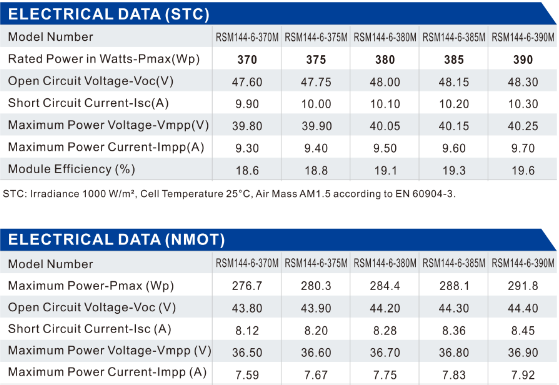 ELECTRICAL DATA (STC)
Model Number RSM144-6-370M RSM144-6-375M RSM144-6-380M RSM144-6-385M RSM144-6-390M
Rated Power in Watts-Pmax(Wp) 370 375 380 385 390
Open Circuit Voltage-Voc(V) 47.60 47.75 48.00 48.15 48.30
Short Circuit Current-Isc(A) 9.90 10.00 10.10 10.20 10.30
Maximum Power Voltage-Vmpp(V) 39.80 39.90 40.05 40.15 40.25
Maximum Power Current-Impp(A) 9.30 9.40 9.50 9.60 9.70
Module Efficiency (%) 18.6 18.8 19.1 19.3 19.6
STC: Irradiance 1000 W/m², Cell Temperature 25°C, Air Mass AM1.5 according to EN 60904-3.
ELECTRICAL DATA (NMOT)
Model Number RSM144-6-370M RSM144-6-375M RSM144-6-380M RSM144-6-385M RSM144-6-390M
Maximum Power-Pmax (Wp) 276.7 280.3 284.4 288.1 291.8
Open Circuit Voltage-Voc (V) 43.80 43.90 44.20 44.30 44.40
Short Circuit Current-Isc (A) 8.12 8.20 8.28 8.36 8.45
Maximum Power Voltage-Vmpp (V) 36.50 36.60 36.70 36.80 36.90
Maximum Power Current-Impp (A) 7.59 7.67 7.75 7.83 7.92